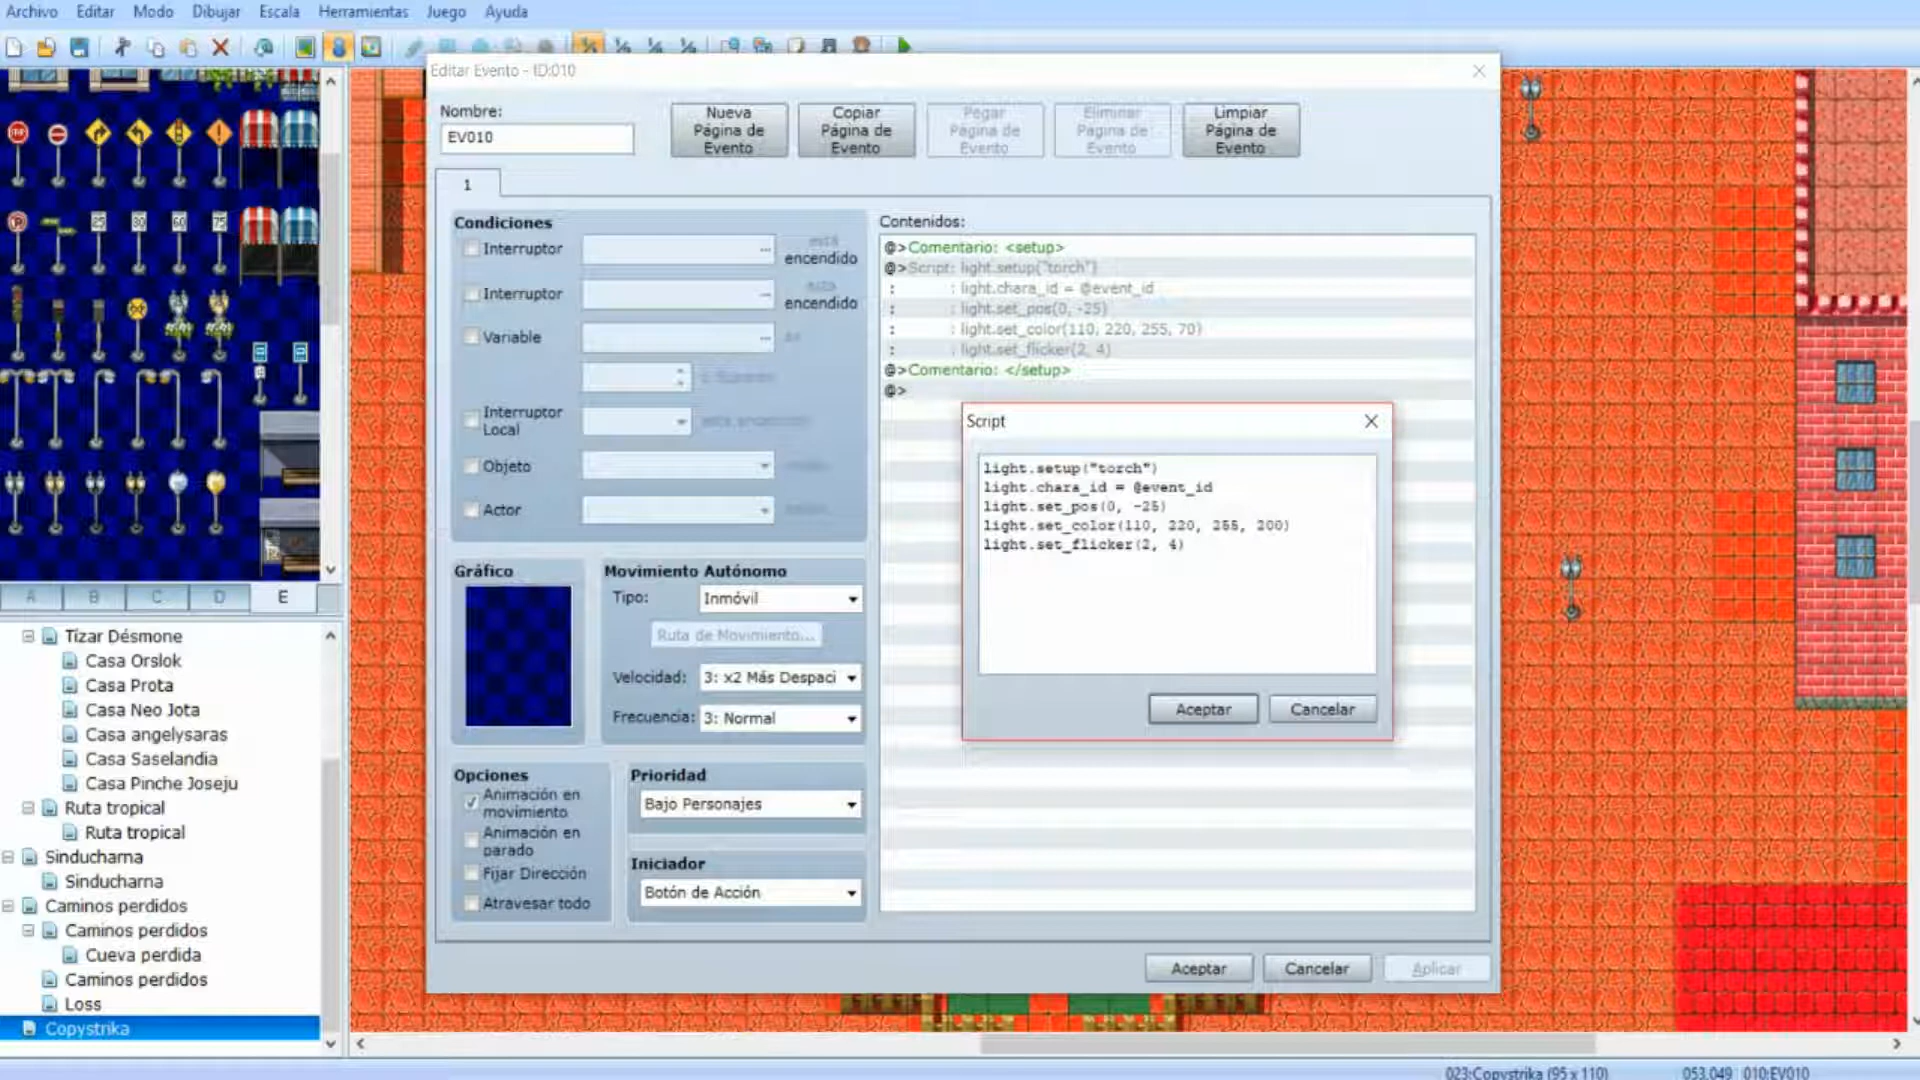 Archivo Editar Modo Dibujar Escala Herramientas Juego Ayuda
Editar Evento - ID:010
Nombre:
EV010
Nueva Página de Evento
Copiar Página de Evento
Pegar Página de Evento
Eliminar Página de Evento
Limpiar Página de Evento
1
Condiciones
Interruptor
está encendido
Interruptor
está encendido
Variable
Interruptor Local
Objeto
Actor
Gráfico
Movimiento Autónomo
Tipo: Inmóvil
Ruta de Movimiento...
Velocidad: 3: x2 Más Despaci
Frecuencia: 3: Normal
Opciones
Animación en movimiento
Animación en parado
Fijar Dirección
Atravesar todo
Prioridad
Bajo Personajes
Iniciador
Botón de Acción
Contenidos:
@>Comentario: <setup>
@>Script: light.setup("torch")
: : light.chara_id = @event_id
: : light.set_pos(0, -25)
: : light.set_color(110, 220, 255, 70)
: : light.set_flicker(2, 4)
@>Comentario: </setup>
@>
Script
light.setup("torch")
light.chara_id = @event_id
light.set_pos(0, -25)
light.set_color(110, 220, 255, 200)
light.set_flicker(2, 4)
Aceptar Cancelar
Aceptar Cancelar Aplicar
25 30 60 75
A B C D E
Tízar Désmone
Casa Orslok
Casa Prota
Casa Neo Jota
Casa angelysaras
Casa Saselandia
Casa Pinche Joseju
Ruta tropical
Ruta tropical
Sinducharna
Sinducharna
Caminos perdidos
Caminos perdidos
Cueva perdida
Caminos perdidos
Loss
Copystrika
023:Copystrika (95 x 110) 053,049 010:EV010